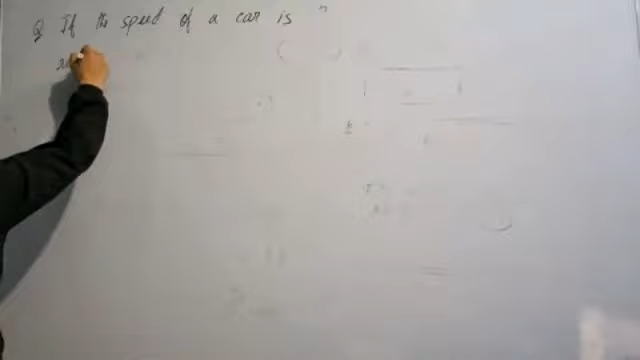 Q If the speed of a car is